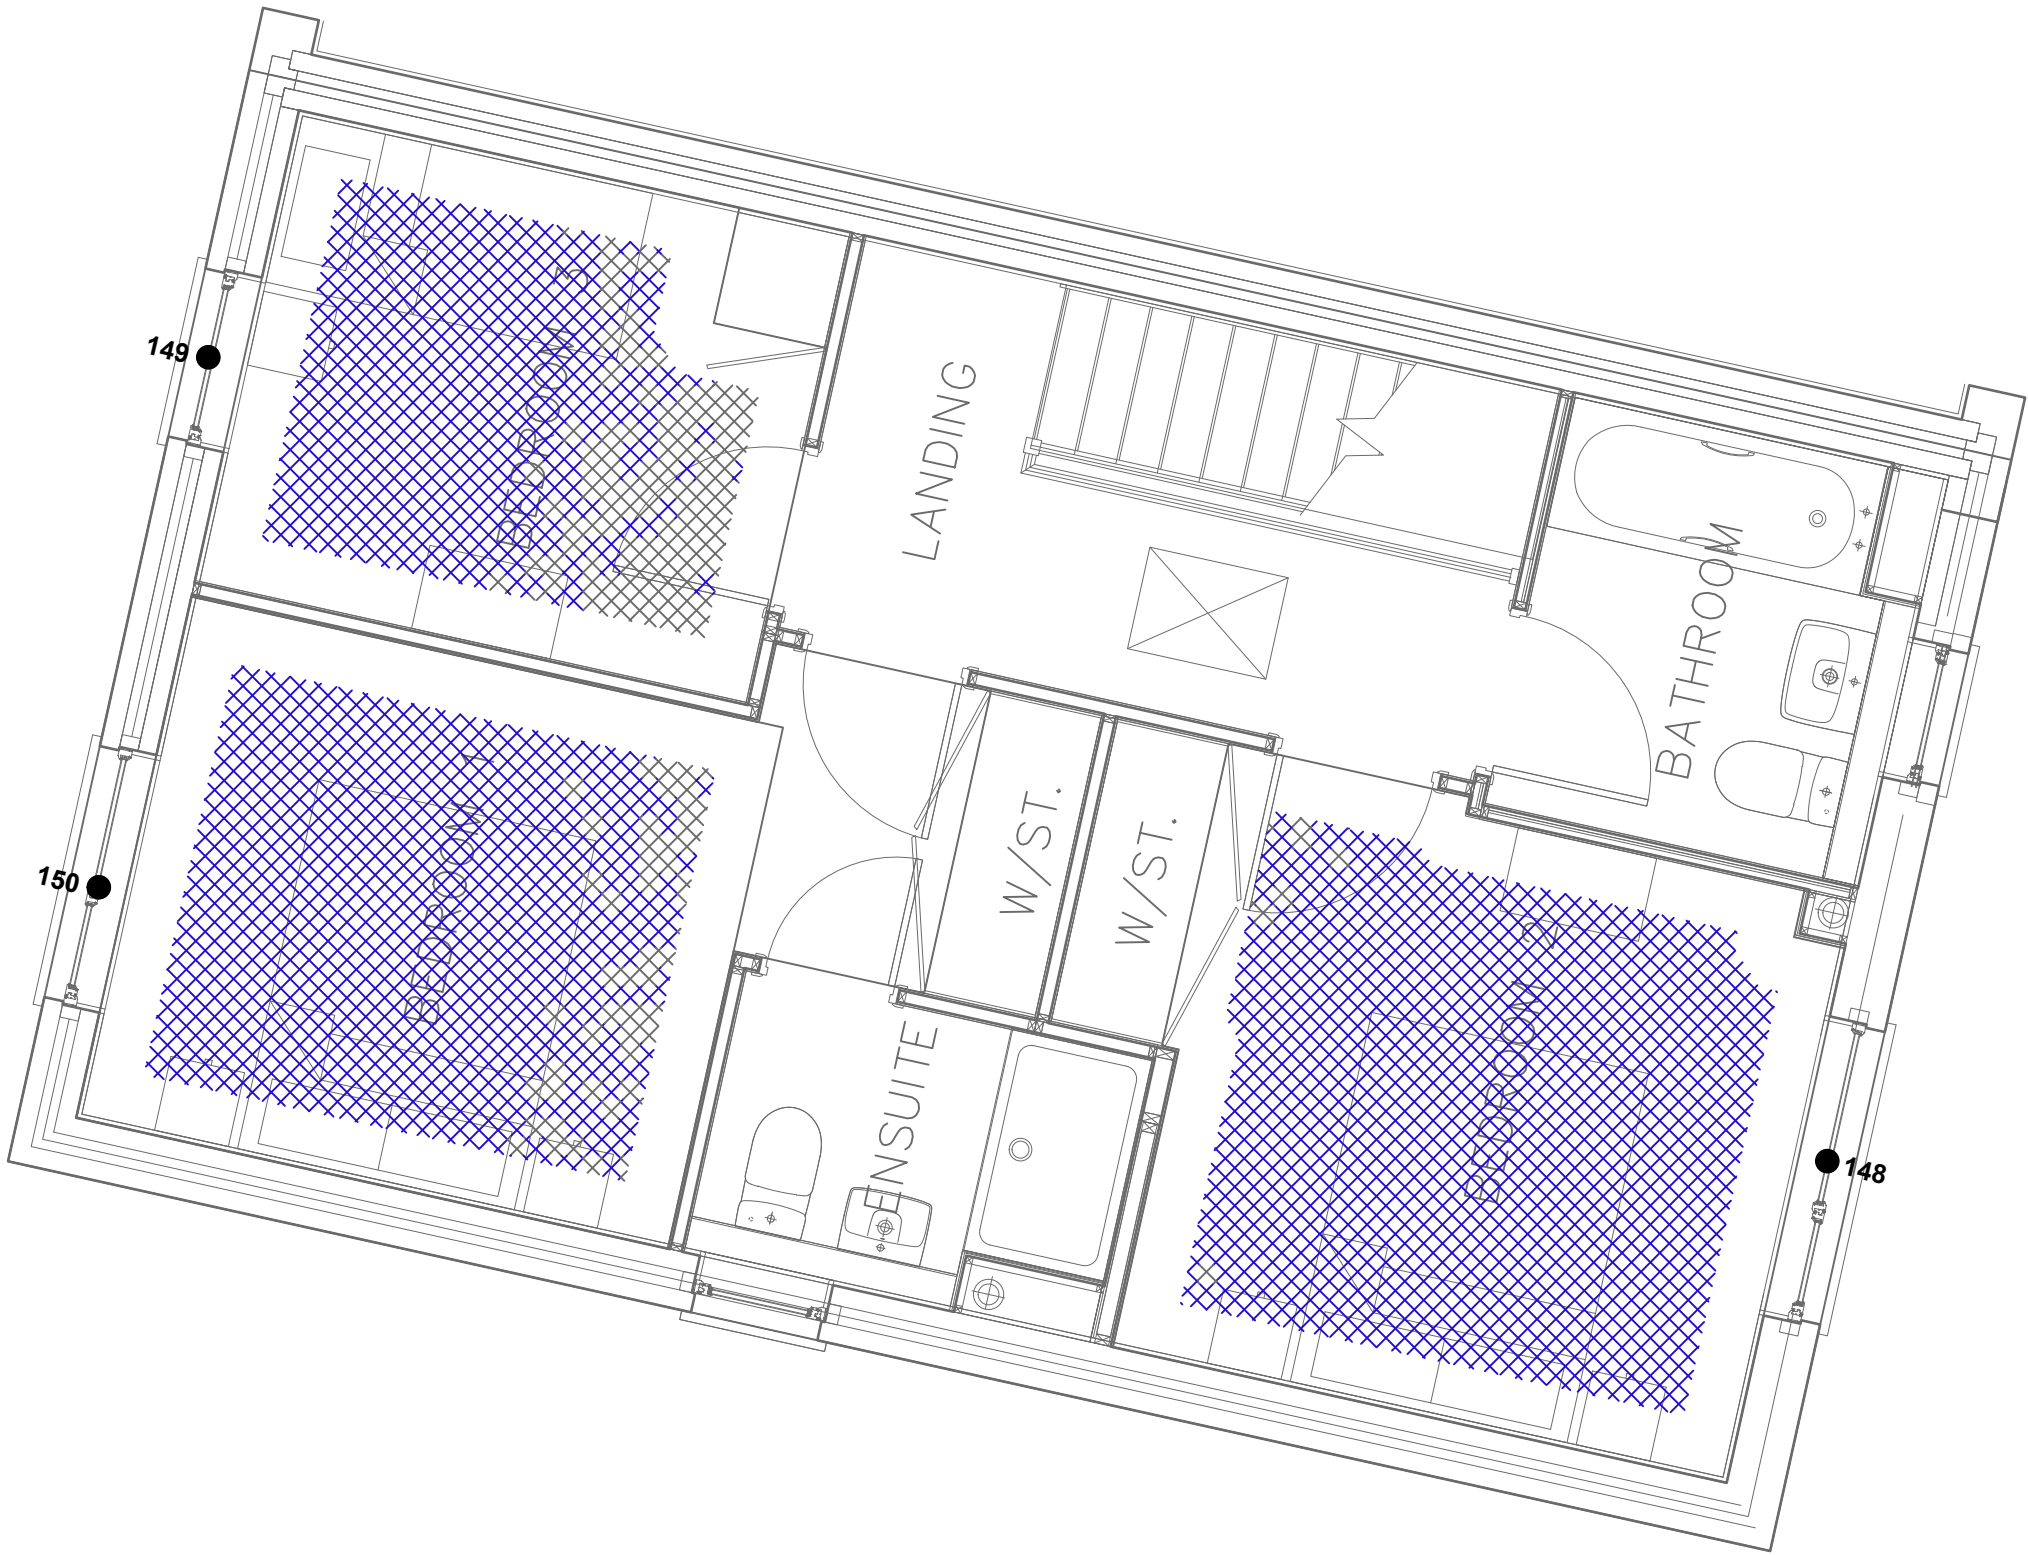 149
BEDROOM 3
LANDING
BATHROOM
150
BEDROOM 1
W/ST.
W/ST.
BEDROOM 2
ENSUITE
148